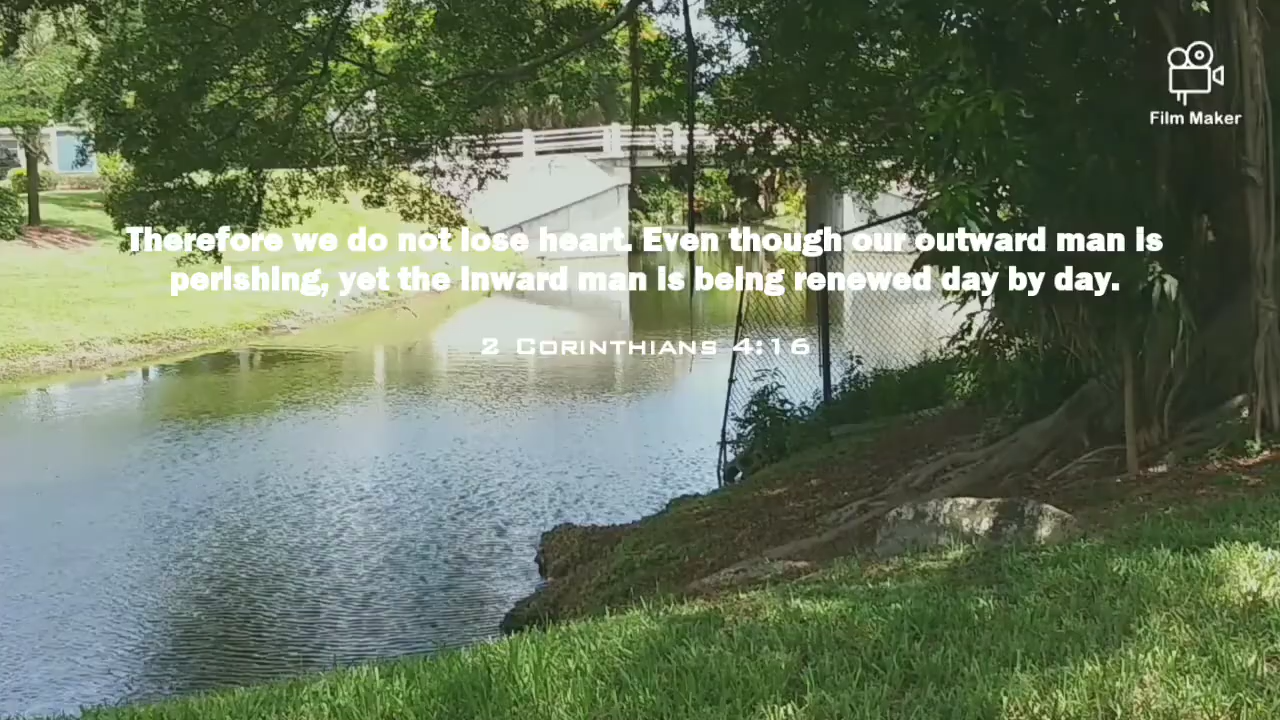 Film Maker
Therefore we do not lose heart. Even though our outward man is
perishing, yet the inward man is being renewed day by day.
2 Corinthians 4:16